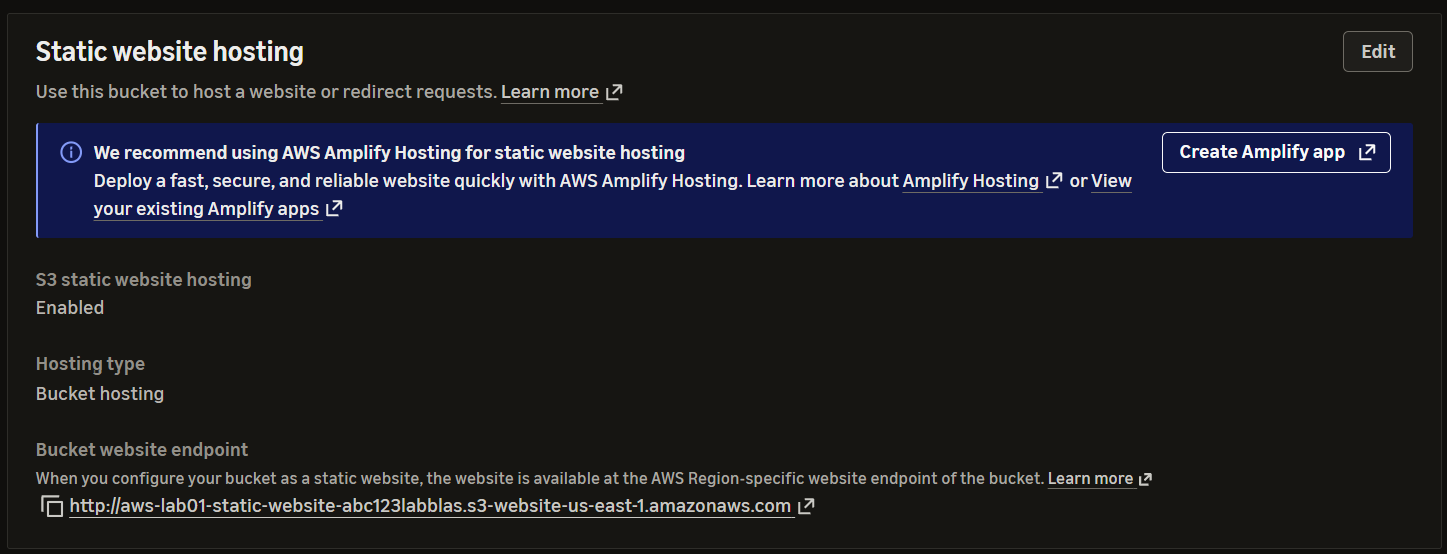 Static website hosting
Edit
Use this bucket to host a website or redirect requests. Learn more
We recommend using AWS Amplify Hosting for static website hosting
Create Amplify app
Deploy a fast, secure, and reliable website quickly with AWS Amplify Hosting. Learn more about Amplify Hosting or View
your existing Amplify apps
S3 static website hosting
Enabled
Hosting type
Bucket hosting
Bucket website endpoint
When you configure your bucket as a static website, the website is available at the AWS Region-specific website endpoint of the bucket. Learn more
http://aws-lab01-static-website-abc123labblas.s3-website-us-east-1.amazonaws.com